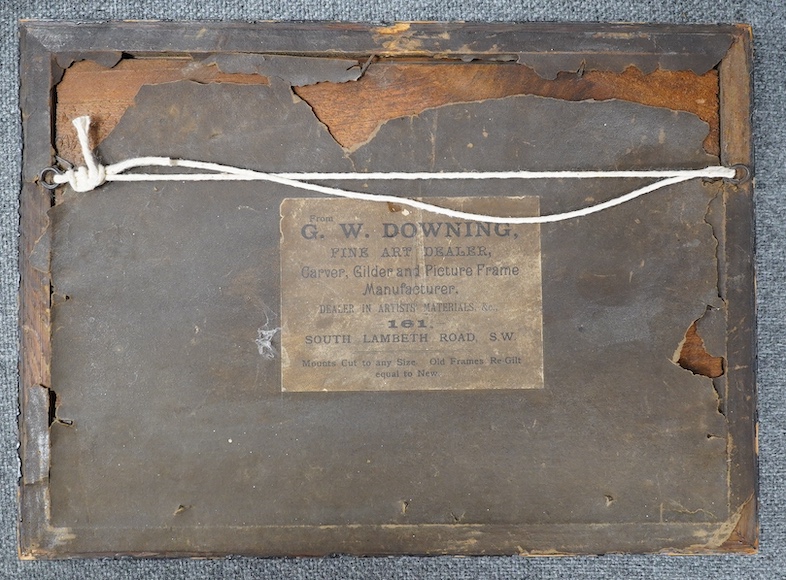 From
G. W. DOWNING,
FINE ART DEALER,
Carver, Gilder and Picture Frame
Manufacturer.
DEALER IN ARTISTS' MATERIALS, &c.,
161,
SOUTH LAMBETH ROAD, S.W.
Mounts Cut to any Size. Old Frames Re-Gilt
equal to New.